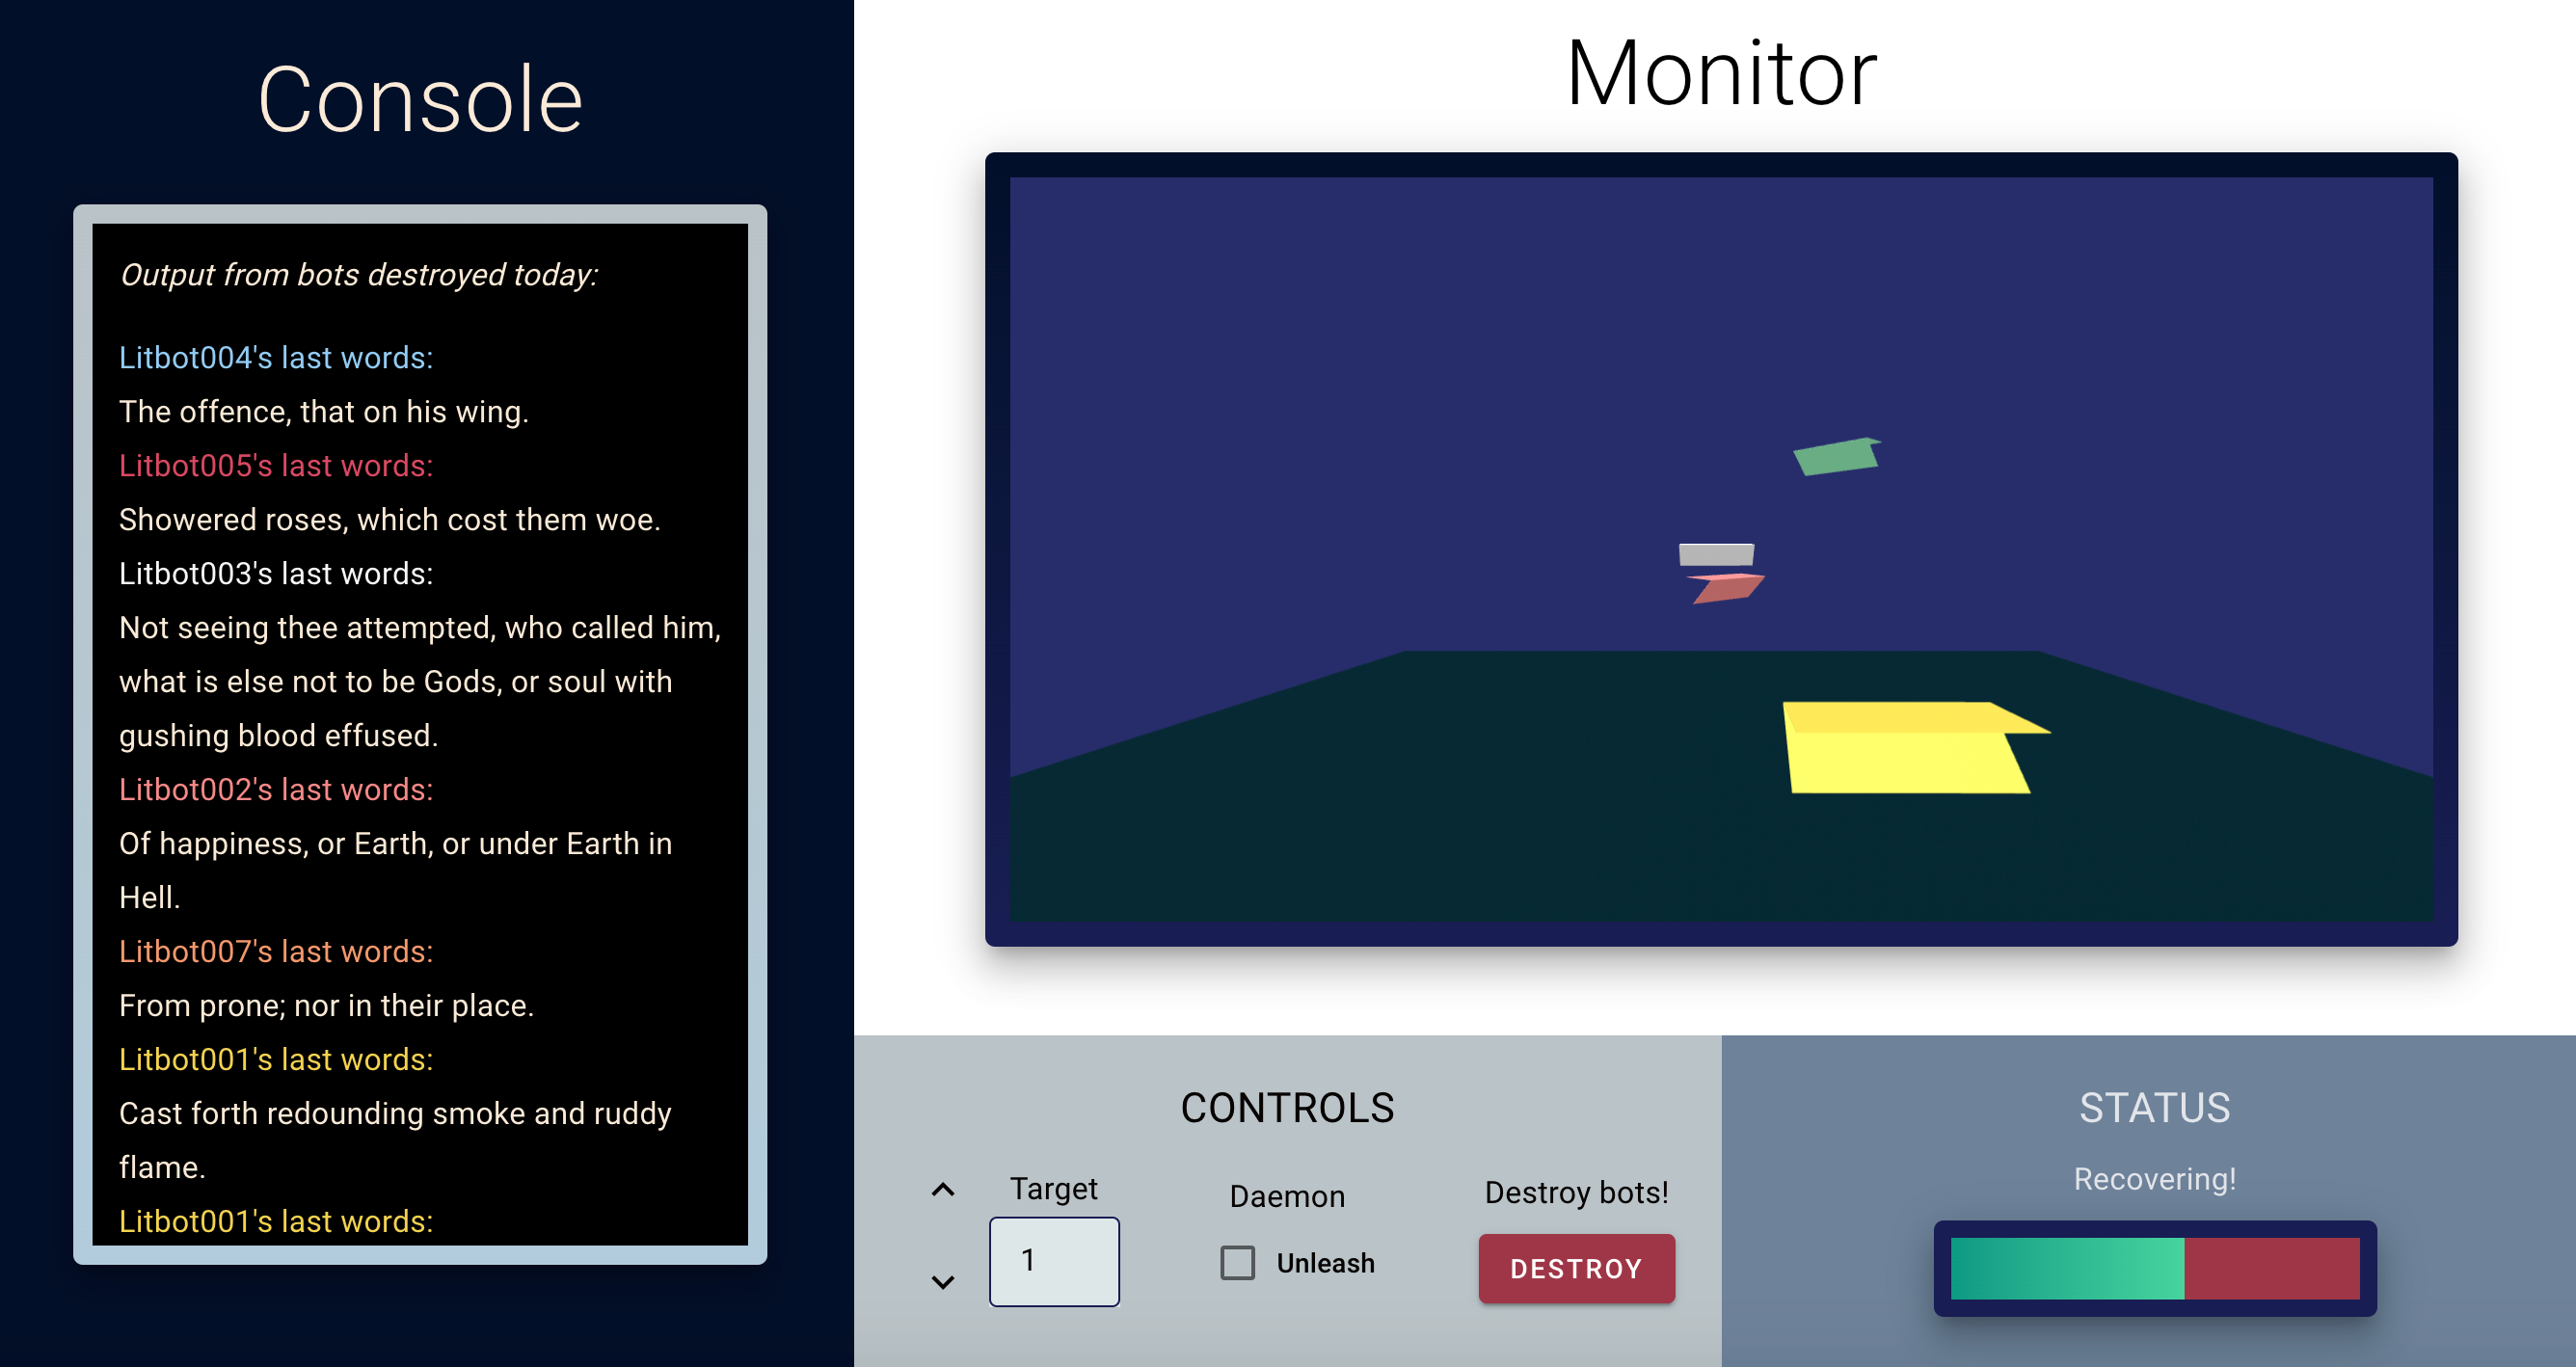 Console
Output from bots destroyed today:
Litbot004's last words:
The offence, that on his wing.
Litbot005's last words:
Showered roses, which cost them woe.
Litbot003's last words:
Not seeing thee attempted, who called him,
what is else not to be Gods, or soul with
gushing blood effused.
Litbot002's last words:
Of happiness, or Earth, or under Earth in
Hell.
Litbot007's last words:
From prone; nor in their place.
Litbot001's last words:
Cast forth redounding smoke and ruddy
flame.
Litbot001's last words:
Monitor
CONTROLS
Target
1
Daemon
Unleash
Destroy bots!
DESTROY
STATUS
Recovering!